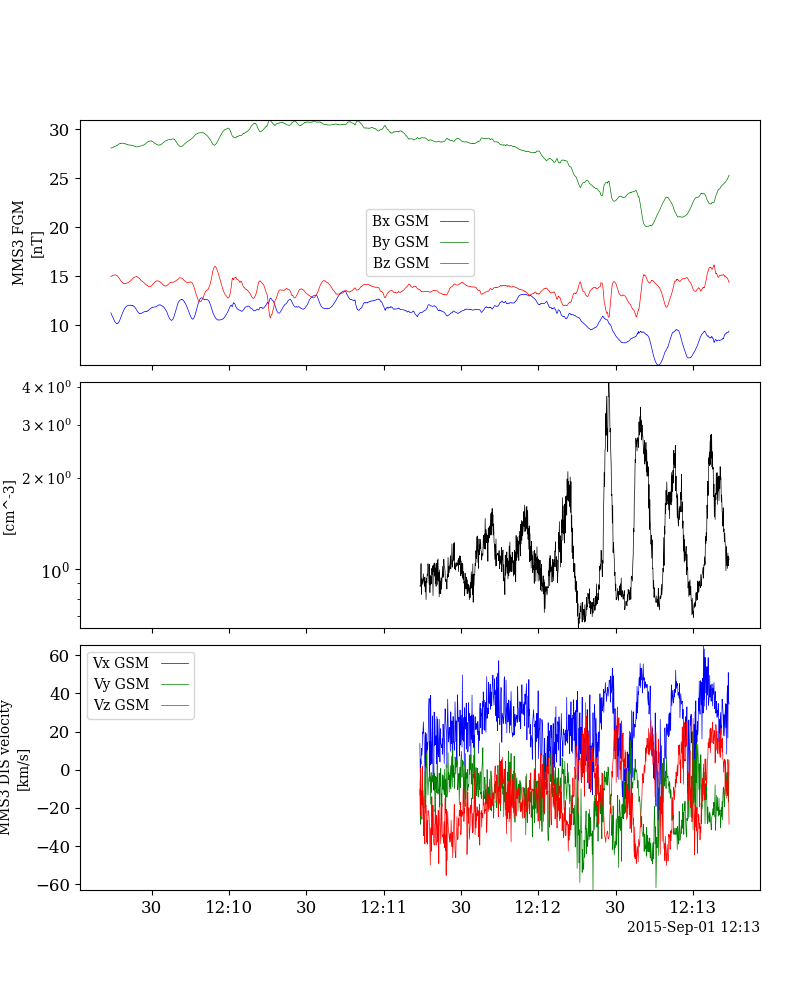 30
25
20
15
10
MMS3 FGM
[nT]
Bx GSM
By GSM
Bz GSM
4 × 10⁰
3 × 10⁰
2 × 10⁰
10⁰
[cm^-3]
60
40
20
0
−20
−40
−60
MMS3 DIS velocity
[km/s]
Vx GSM
Vy GSM
Vz GSM
30 12:10 30 12:11 30 12:12 30 12:13
2015-Sep-01 12:13